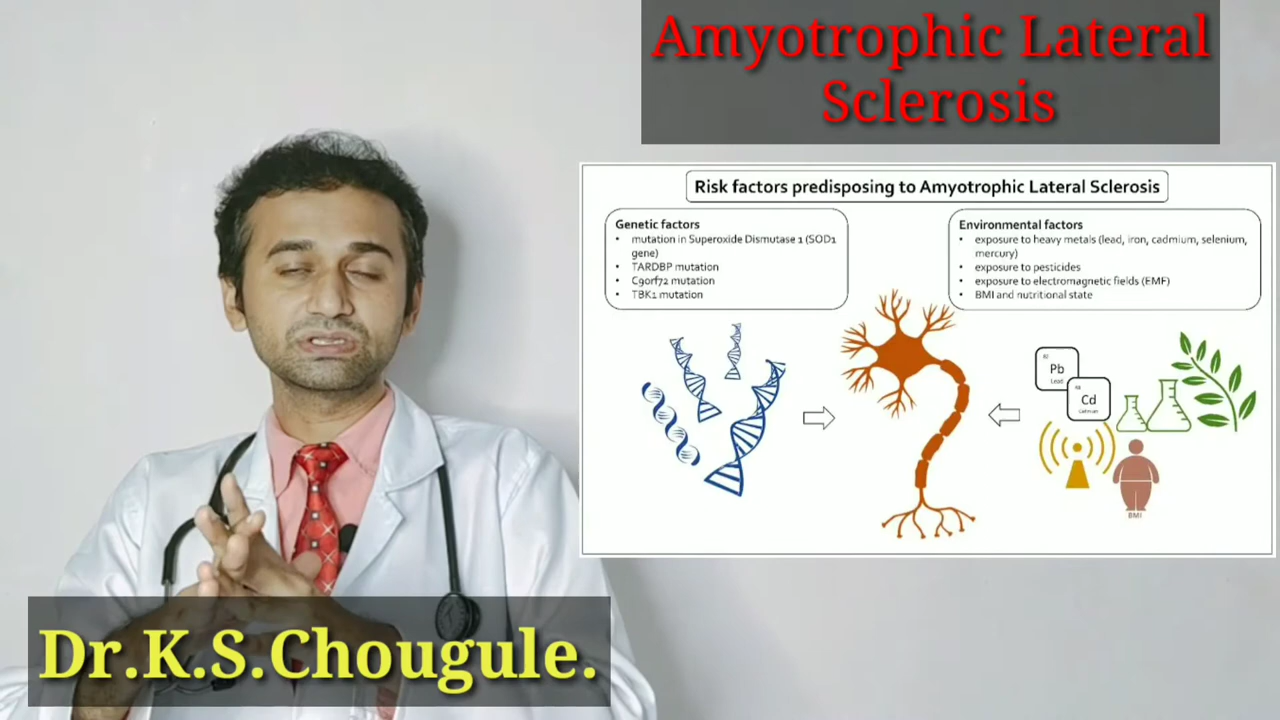 Amyotrophic Lateral
Sclerosis
Risk factors predisposing to Amyotrophic Lateral Sclerosis
Genetic factors
• mutation in Superoxide Dismutase 1 (SOD1
gene)
• TARDBP mutation
• C9orf72 mutation
• TBK1 mutation
Environmental factors
• exposure to heavy metals (lead, iron, cadmium, selenium,
mercury)
• exposure to pesticides
• exposure to electromagnetic fields (EMF)
• BMI and nutritional state
Pb
Lead
Cd
BMI
Dr.K.S.Chougule.